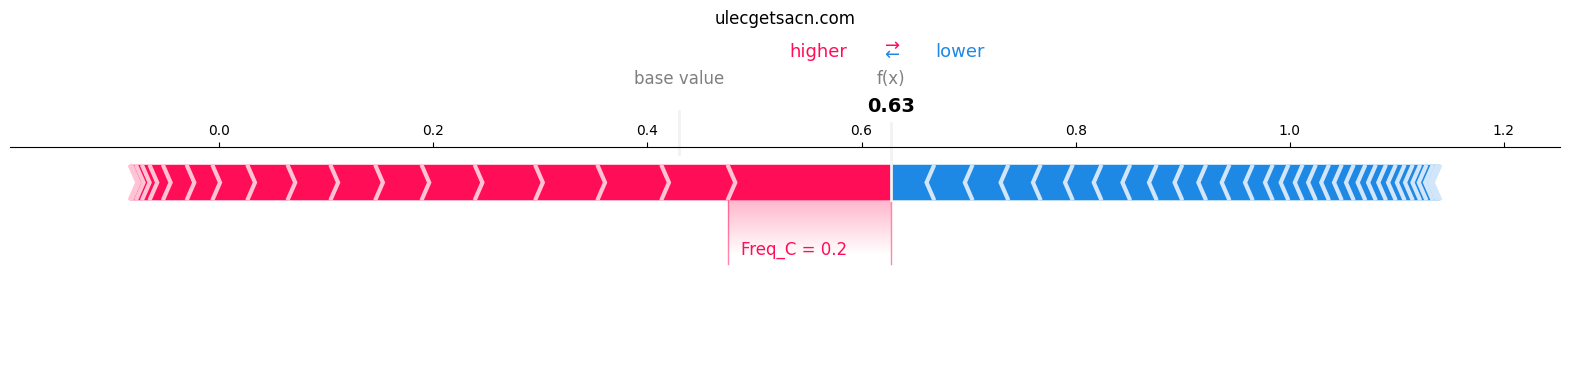 ulecgetsacn.com
higher ⇄ lower
base value f(x)
0.63
0.0 0.2 0.4 0.6 0.8 1.0 1.2
Freq_C = 0.2